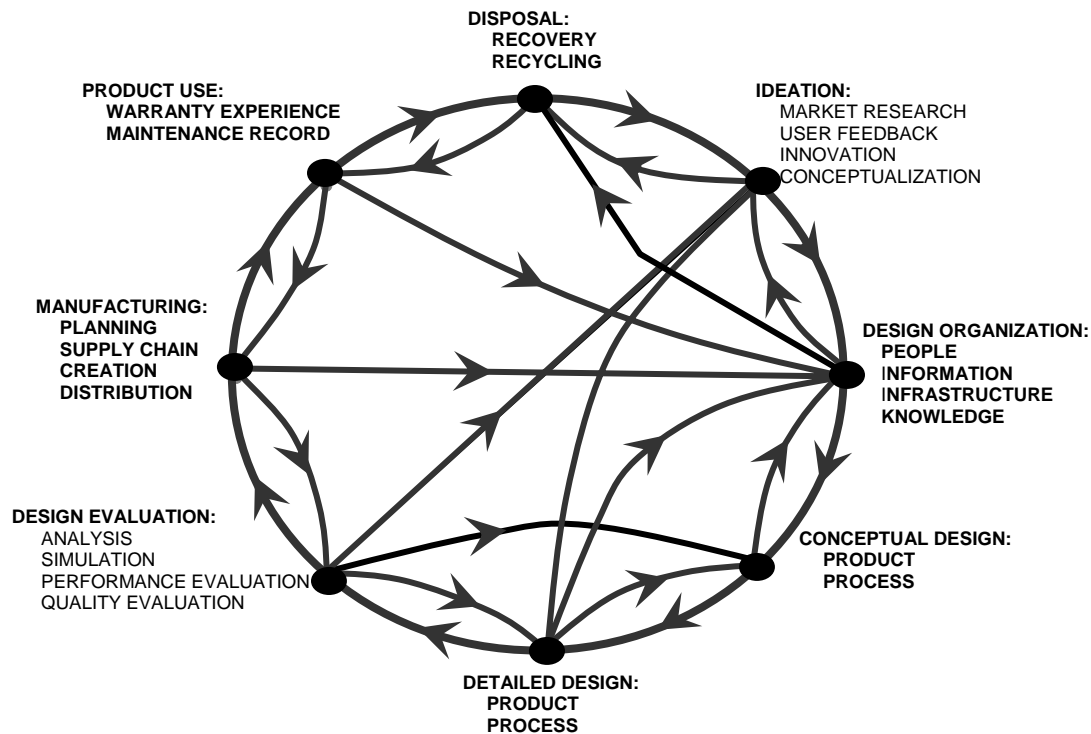 DISPOSAL:
RECOVERY
RECYCLING
PRODUCT USE:
WARRANTY EXPERIENCE
MAINTENANCE RECORD
IDEATION:
MARKET RESEARCH
USER FEEDBACK
INNOVATION
CONCEPTUALIZATION
MANUFACTURING:
PLANNING
SUPPLY CHAIN
CREATION
DISTRIBUTION
DESIGN ORGANIZATION:
PEOPLE
INFORMATION
INFRASTRUCTURE
KNOWLEDGE
DESIGN EVALUATION:
ANALYSIS
SIMULATION
PERFORMANCE EVALUATION
QUALITY EVALUATION
CONCEPTUAL DESIGN:
PRODUCT
PROCESS
DETAILED DESIGN:
PRODUCT
PROCESS